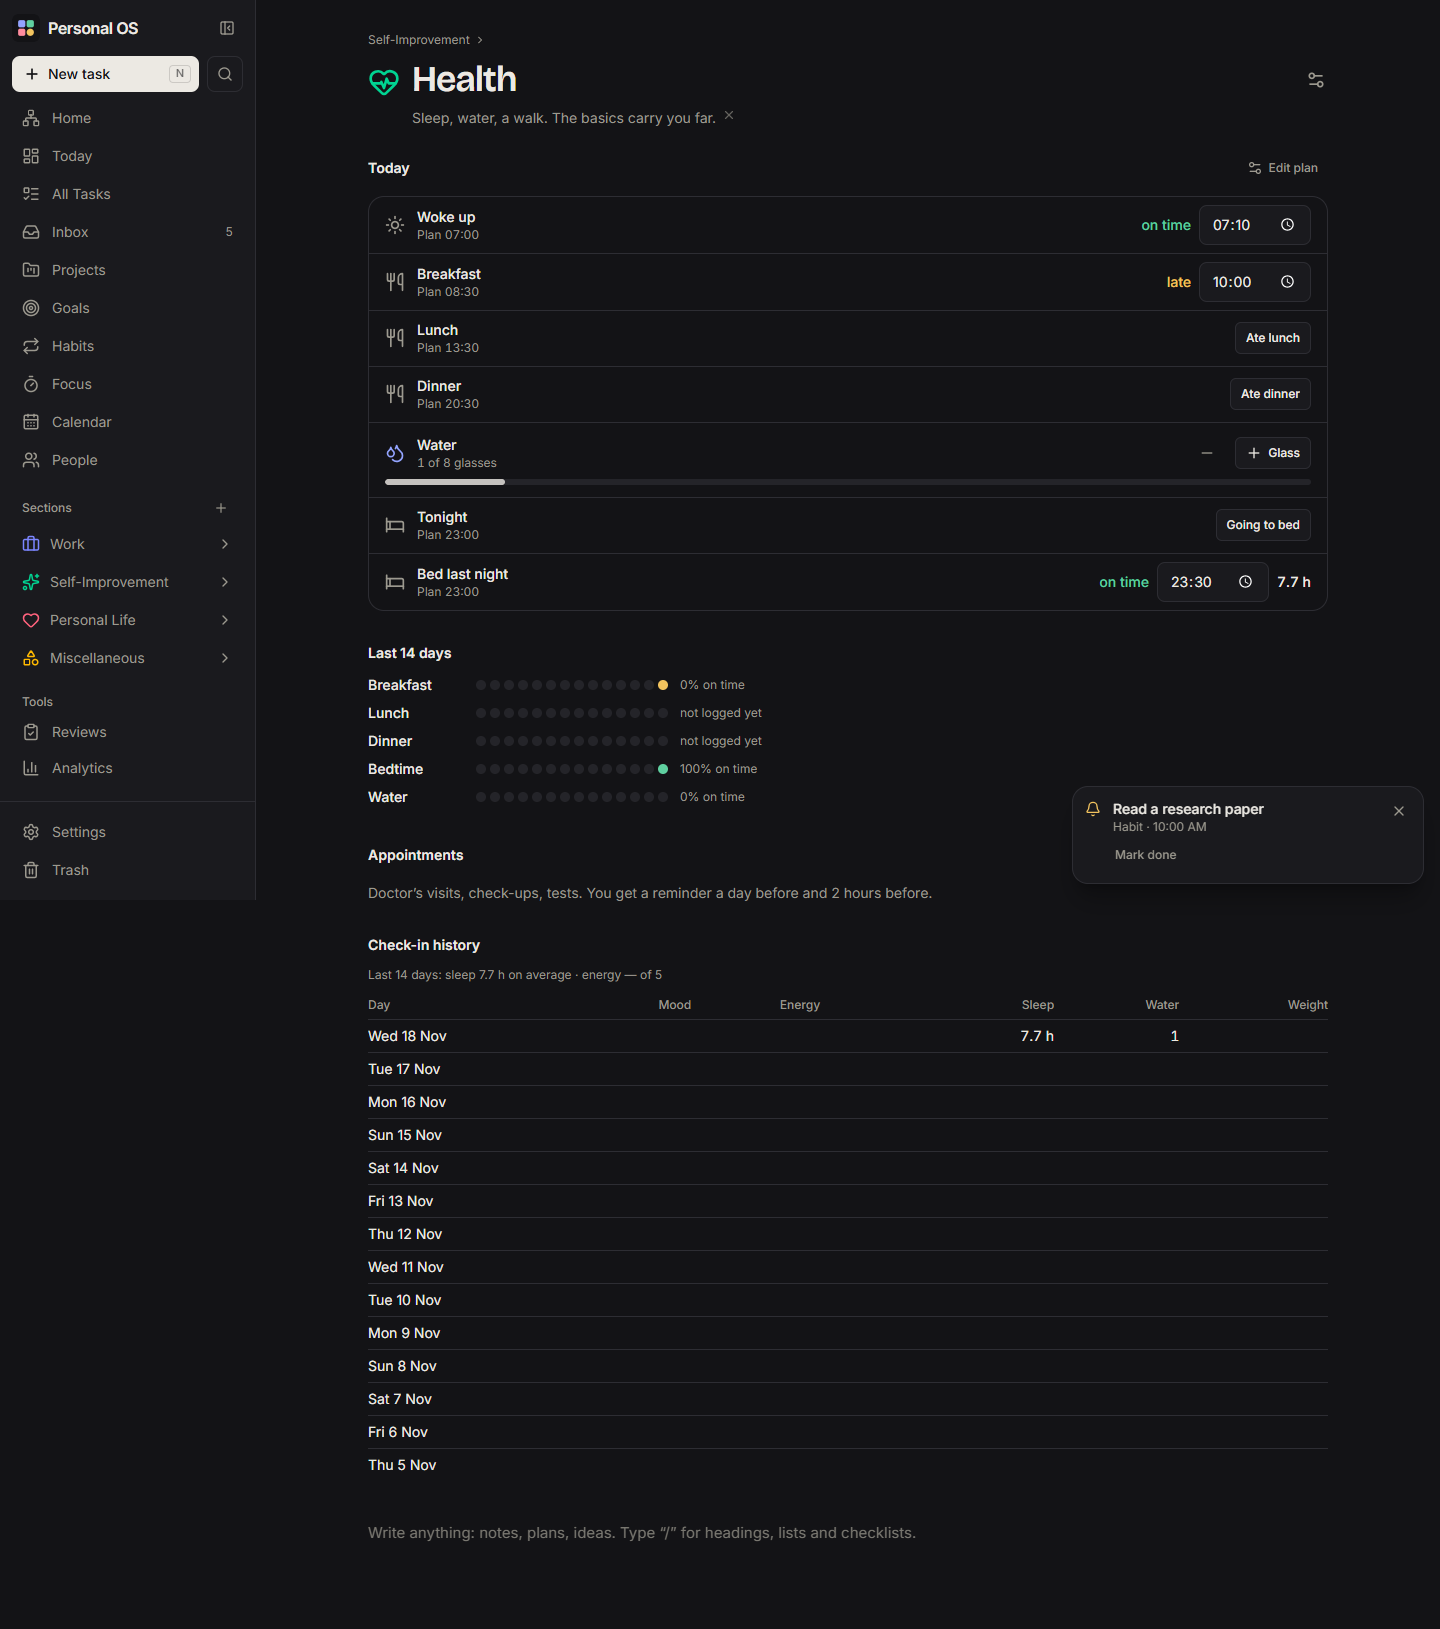 Personal OS
New task N
Home
Today
All Tasks
Inbox 5
Projects
Goals
Habits
Focus
Calendar
People
Sections
Work
Self-Improvement
Personal Life
Miscellaneous
Tools
Reviews
Analytics
Settings
Trash
Self-Improvement
Health
Sleep, water, a walk. The basics carry you far.
Today Edit plan
Woke up
Plan 07:00
on time 07:10
Breakfast
Plan 08:30
late 10:00
Lunch
Plan 13:30
Ate lunch
Dinner
Plan 20:30
Ate dinner
Water
1 of 8 glasses
Glass
Tonight
Plan 23:00
Going to bed
Bed last night
Plan 23:00
on time 23:30 7.7 h
Last 14 days
Breakfast 0% on time
Lunch not logged yet
Dinner not logged yet
Bedtime 100% on time
Water 0% on time
Appointments
Doctor’s visits, check-ups, tests. You get a reminder a day before and 2 hours before.
Read a research paper
Habit · 10:00 AM
Mark done
Check-in history
Last 14 days: sleep 7.7 h on average · energy — of 5
Day Mood Energy Sleep Water Weight
Wed 18 Nov 7.7 h 1
Tue 17 Nov
Mon 16 Nov
Sun 15 Nov
Sat 14 Nov
Fri 13 Nov
Thu 12 Nov
Wed 11 Nov
Tue 10 Nov
Mon 9 Nov
Sun 8 Nov
Sat 7 Nov
Fri 6 Nov
Thu 5 Nov
Write anything: notes, plans, ideas. Type “/” for headings, lists and checklists.